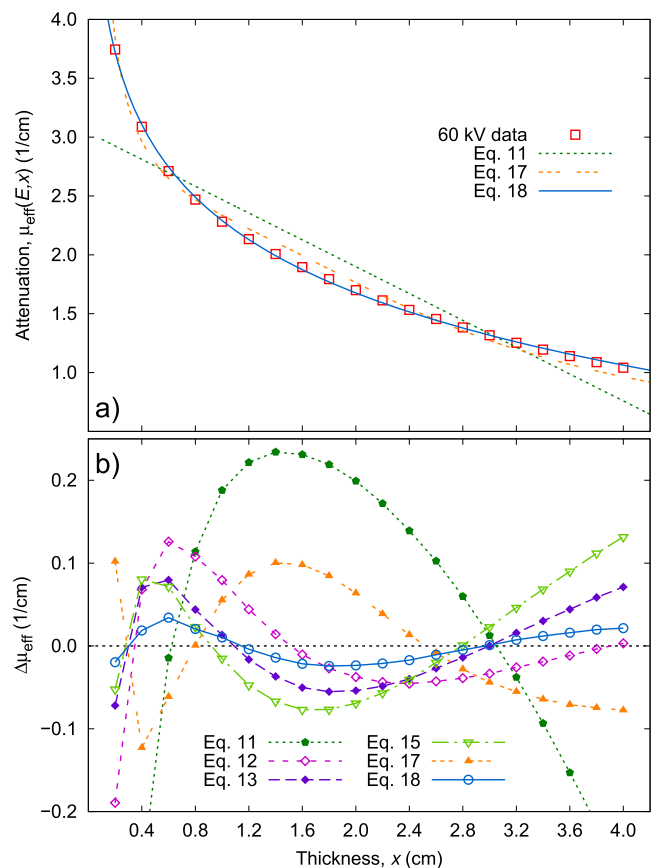 4.0
3.5
3.0
2.5
2.0
1.5
1.0
Attenuation, μeff(E,x) (1/cm)
60 kV data
Eq. 11
Eq. 17
Eq. 18
a)
b)
0.2
0.1
0.0
−0.1
−0.2
Δμeff (1/cm)
Eq. 11 Eq. 15
Eq. 12 Eq. 17
Eq. 13 Eq. 18
0.4 0.8 1.2 1.6 2.0 2.4 2.8 3.2 3.6 4.0
Thickness, x (cm)